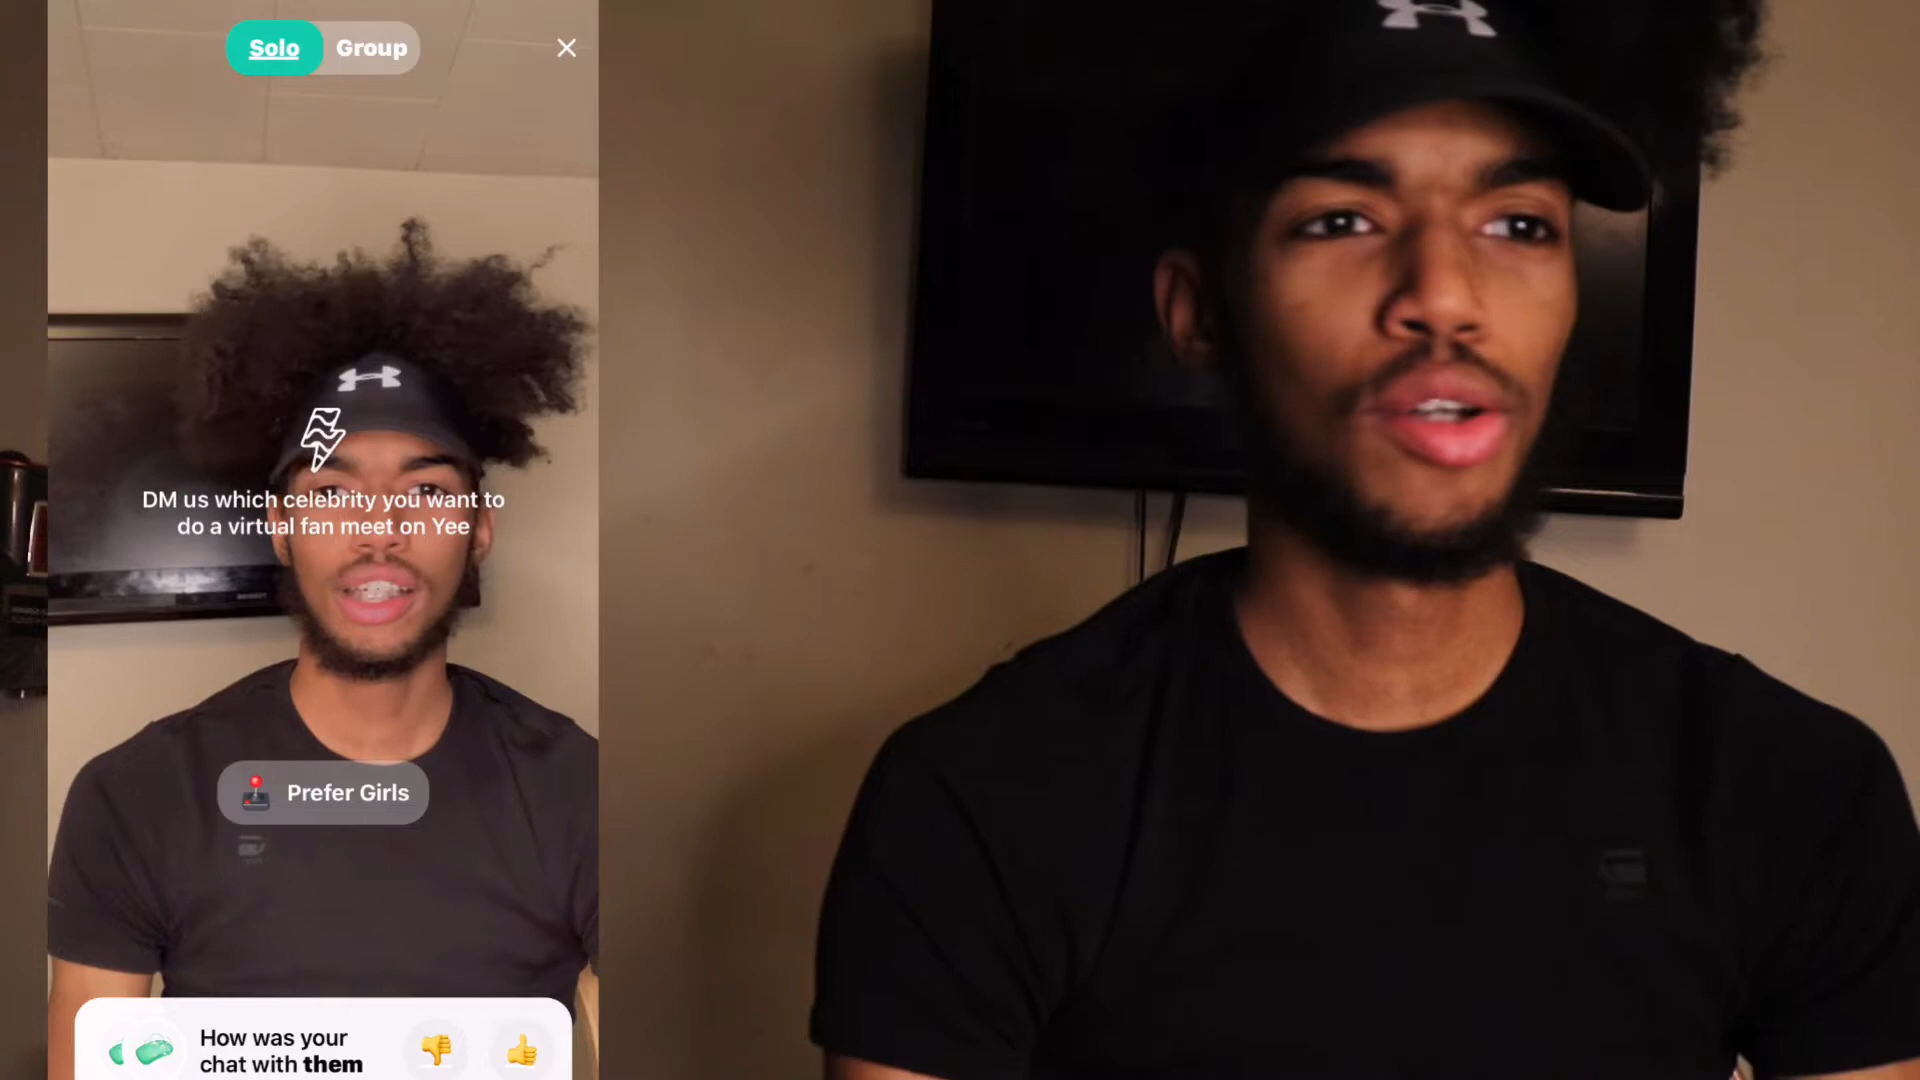 Solo Group
DM us which celebrity you want to
do a virtual fan meet on Yee
Prefer Girls
How was your
chat with them